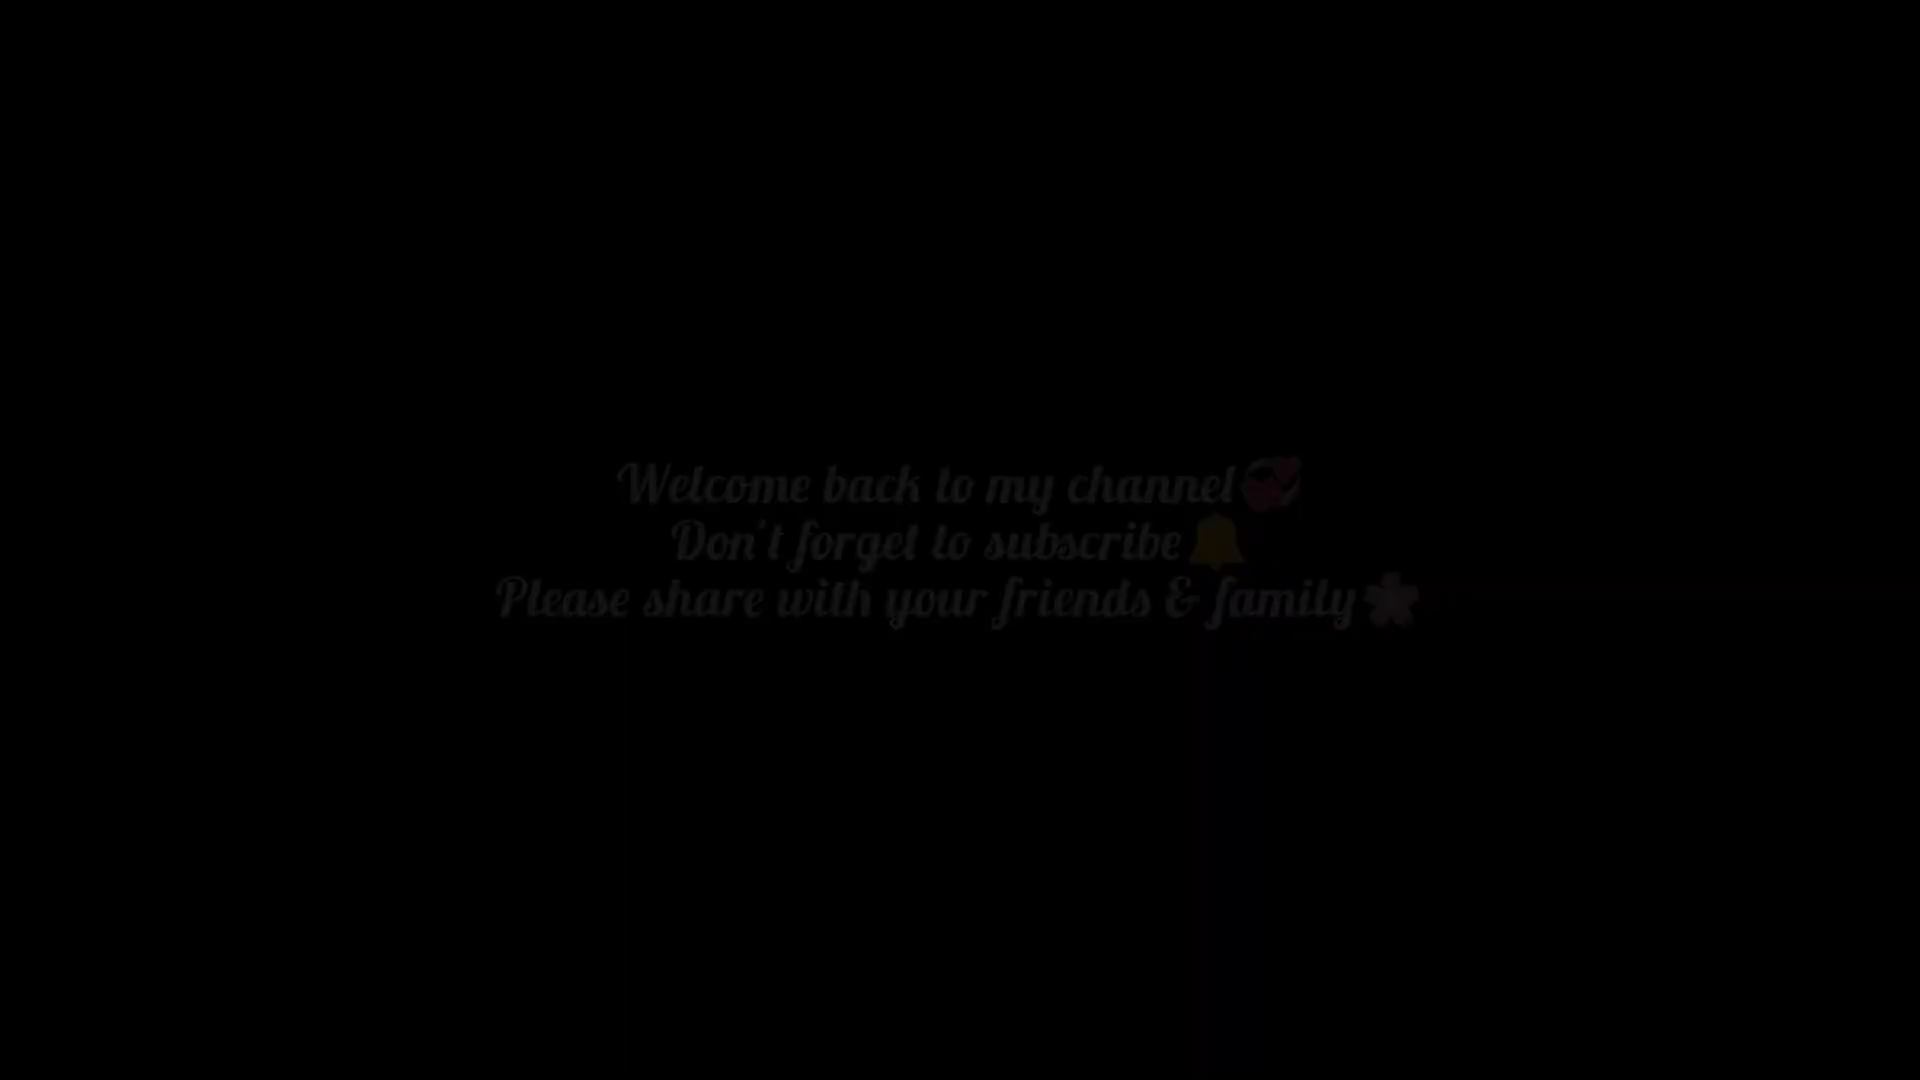 Welcome back to my channel💞
Don't forget to subscribe🔔
Please share with your friends & family🌸